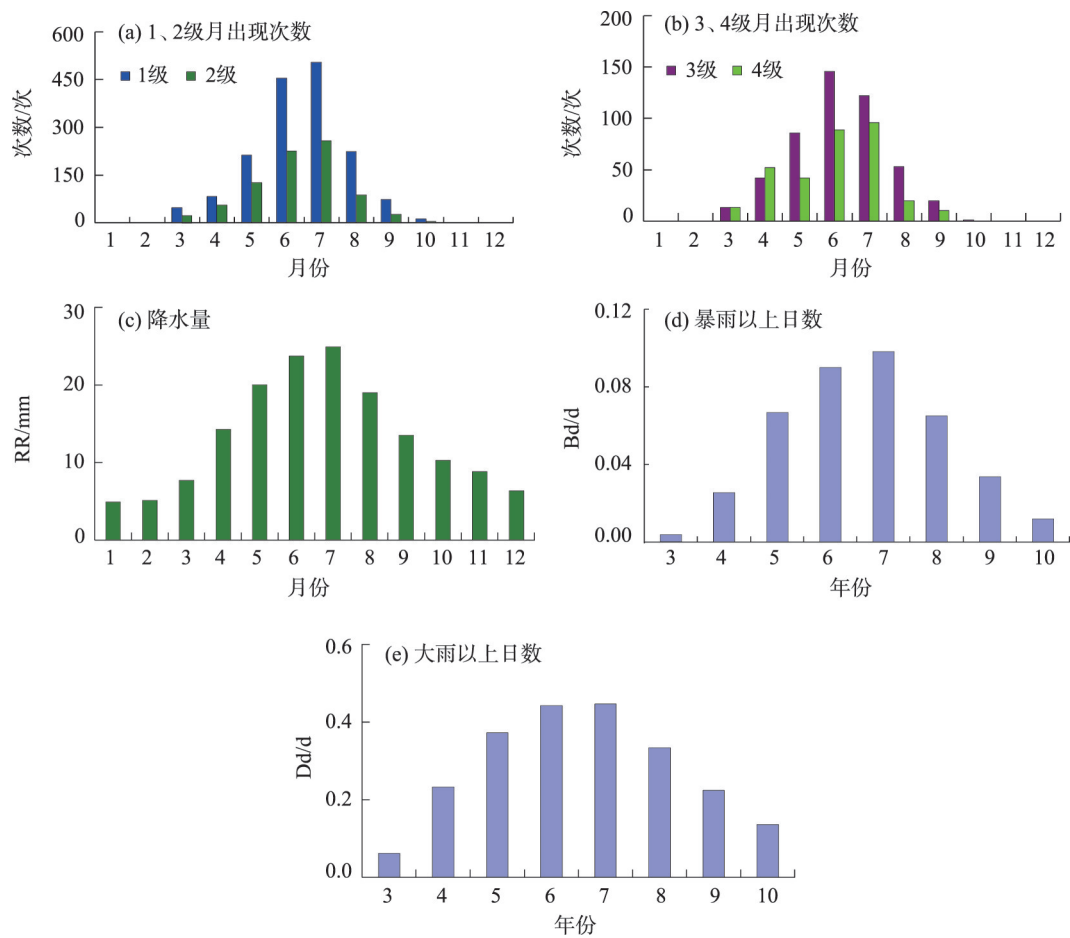 (a) 1、2级月出现次数
1级 2级
次数/次
600
450
300
150
0
1 2 3 4 5 6 7 8 9 10 11 12
月份
(b) 3、4级月出现次数
3级 4级
次数/次
200
150
100
50
0
1 2 3 4 5 6 7 8 9 10 11 12
月份
(c) 降水量
RR/mm
30
20
10
0
1 2 3 4 5 6 7 8 9 10 11 12
月份
(d) 暴雨以上日数
Bd/d
0.12
0.08
0.04
0.00
3 4 5 6 7 8 9 10
年份
(e) 大雨以上日数
Dd/d
0.6
0.4
0.2
0.0
3 4 5 6 7 8 9 10
年份